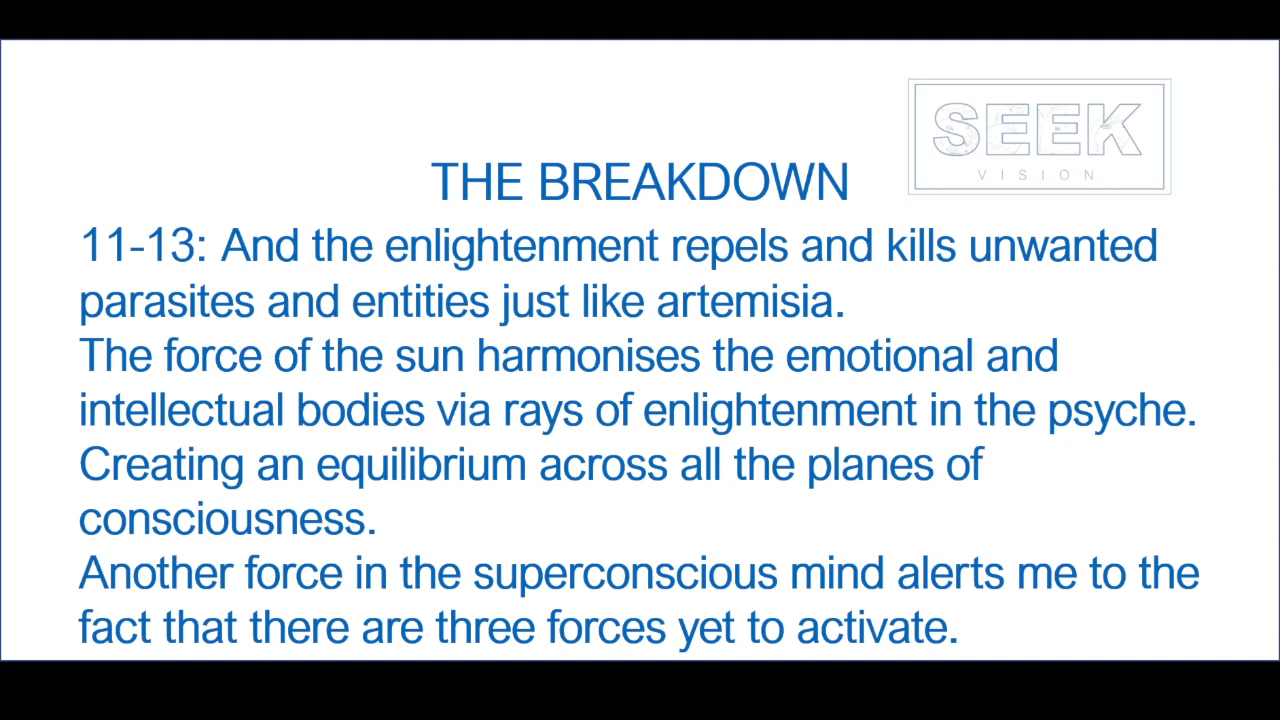 SEEK
VISION
THE BREAKDOWN
11-13: And the enlightenment repels and kills unwanted
parasites and entities just like artemisia.
The force of the sun harmonises the emotional and
intellectual bodies via rays of enlightenment in the psyche.
Creating an equilibrium across all the planes of
consciousness.
Another force in the superconscious mind alerts me to the
fact that there are three forces yet to activate.